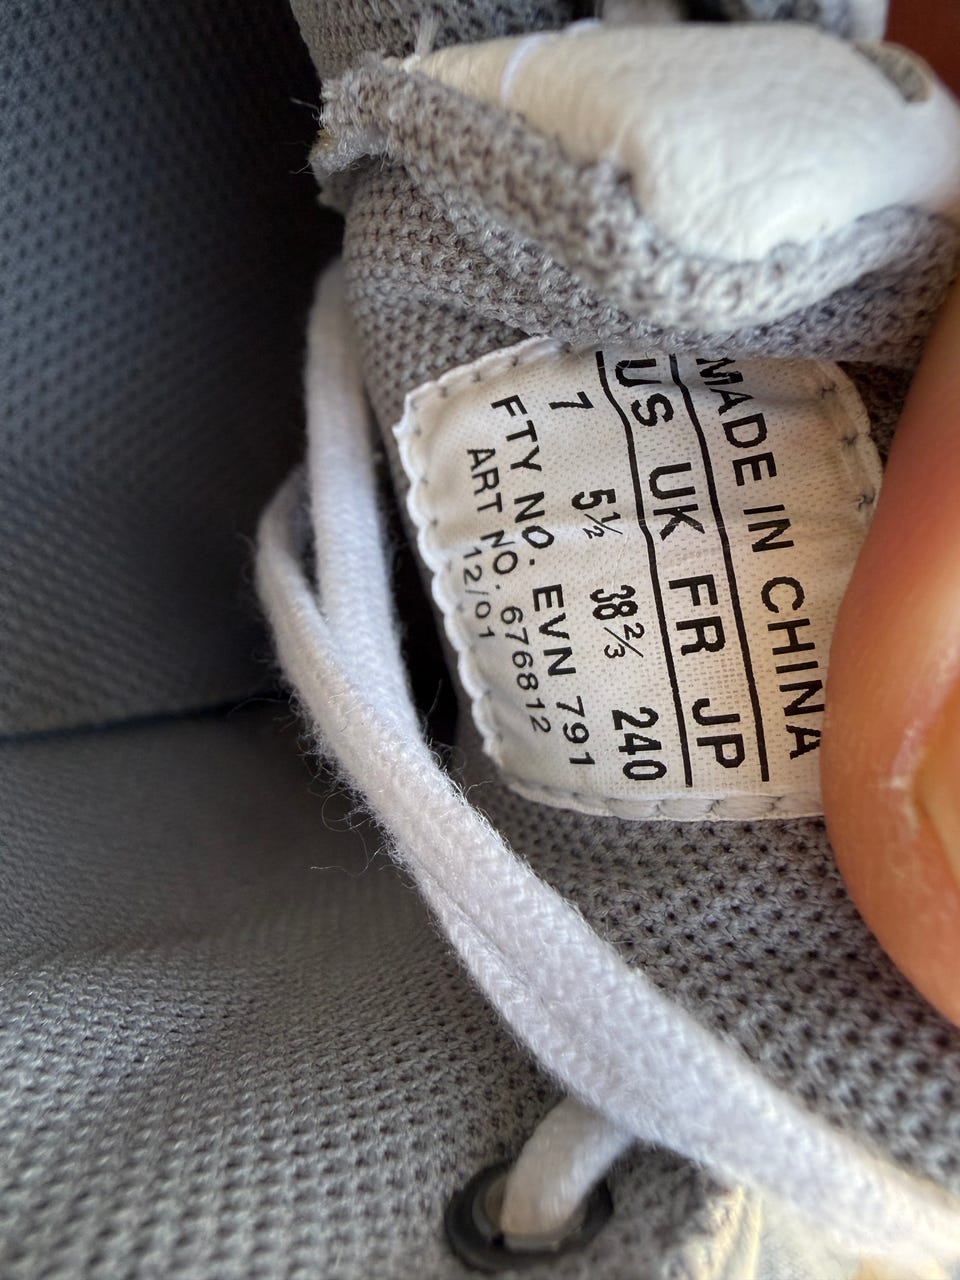 MADE IN CHINA
US UK FR JP
7 5½ 38⅔ 240
FTY NO. EVN 791
ART NO. 676812
12/01